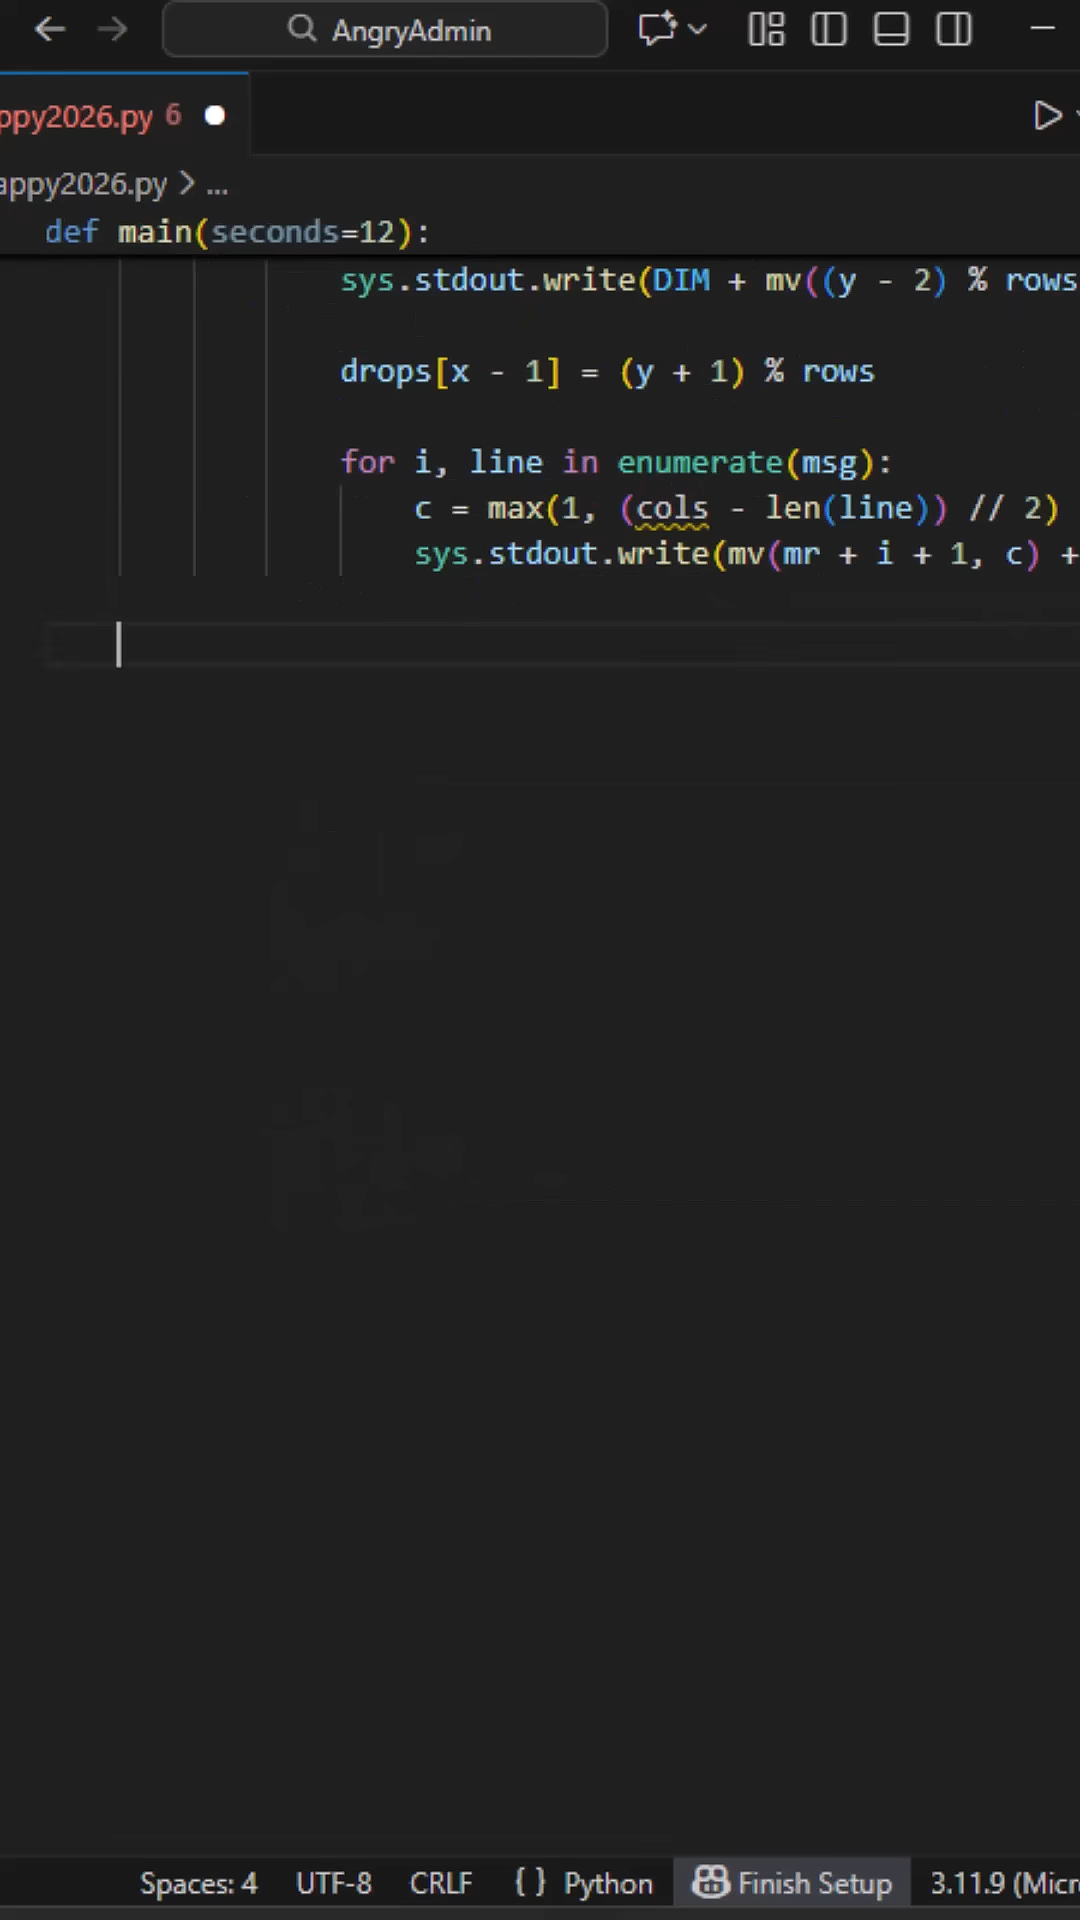 AngryAdmin
ppy2026.py 6
appy2026.py > ...
def main(seconds=12):
sys.stdout.write(DIM + mv((y - 2) % rows
drops[x - 1] = (y + 1) % rows
for i, line in enumerate(msg):
c = max(1, (cols - len(line)) // 2)
sys.stdout.write(mv(mr + i + 1, c) +
Spaces: 4 UTF-8 CRLF { } Python Finish Setup 3.11.9 (Micr